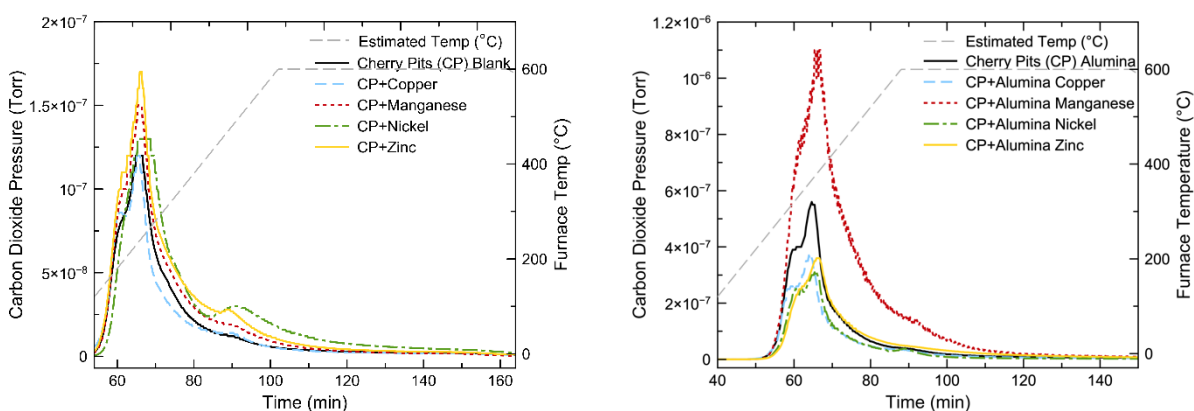 2×10⁻⁷
1.5×10⁻⁷
1×10⁻⁷
5×10⁻⁸
0
Carbon Dioxide Pressure (Torr)
Estimated Temp (°C)
Cherry Pits (CP) Blank
CP+Copper
CP+Manganese
CP+Nickel
CP+Zinc
600
400
200
0
Furnace Temp (°C)
60 80 100 120 140 160
Time (min)
1.2×10⁻⁶
1×10⁻⁶
8×10⁻⁷
6×10⁻⁷
4×10⁻⁷
2×10⁻⁷
0
Carbon Dioxide Pressure (Torr)
Estimated Temp (°C)
Cherry Pits (CP) Alumina
CP+Alumina Copper
CP+Alumina Manganese
CP+Alumina Nickel
CP+Alumina Zinc
600
400
200
0
Furnace Temperature (°C)
40 60 80 100 120 140
Time (min)